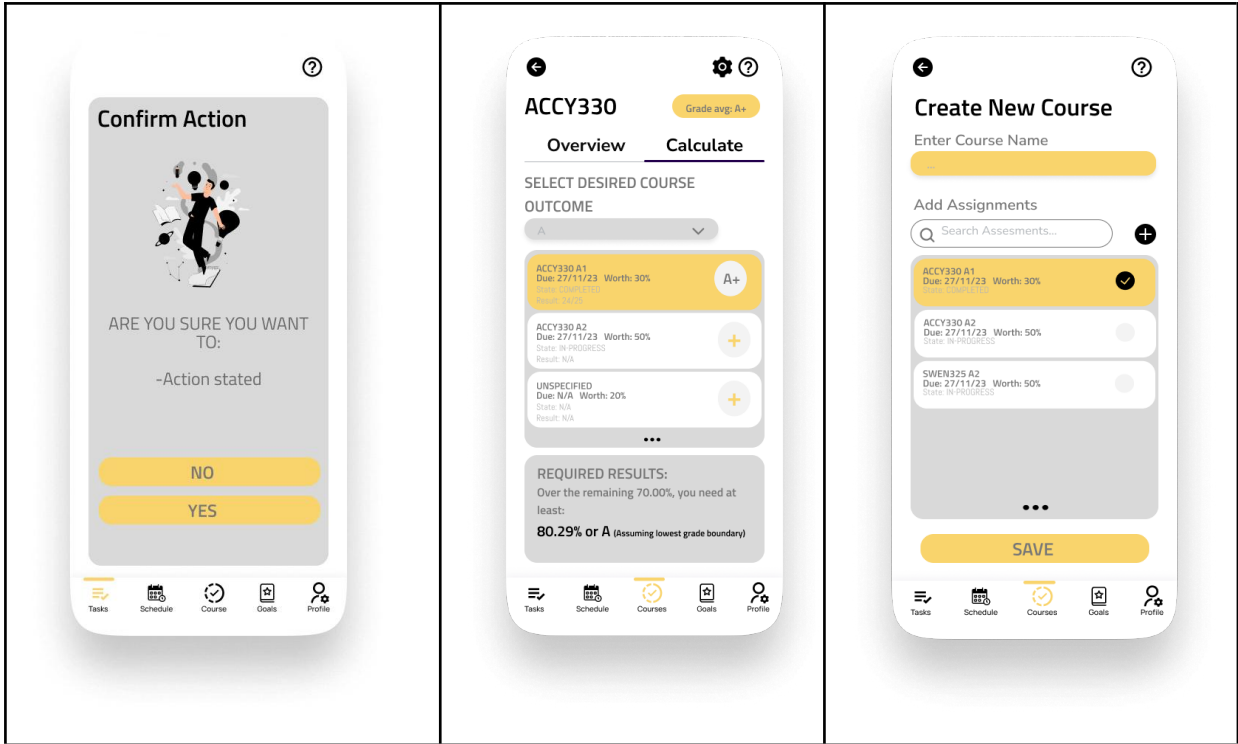 Confirm Action
ARE YOU SURE YOU WANT
TO:
-Action stated
NO
YES
Tasks
Schedule
Course
Goals
Profile
ACCY330
Grade avg: A+
Overview
Calculate
SELECT DESIRED COURSE
OUTCOME
A
ACCY330 A1
Due: 27/11/23 Worth: 30%
State: COMPLETED
Result: 24/25
A+
ACCY330 A2
Due: 27/11/23 Worth: 50%
State: IN-PROGRESS
Result: N/A
+
UNSPECIFIED
Due: N/A Worth: 20%
State: N/A
Result: N/A
+
...
REQUIRED RESULTS:
Over the remaining 70.00%, you need at
least:
80.29% or A (Assuming lowest grade boundary)
Tasks
Schedule
Courses
Goals
Profile
Create New Course
Enter Course Name
...
Add Assignments
Search Assesments...
ACCY330 A1
Due: 27/11/23 Worth: 30%
State: COMPLETED
ACCY330 A2
Due: 27/11/23 Worth: 50%
State: IN-PROGRESS
SWEN325 A2
Due: 27/11/23 Worth: 50%
State: IN-PROGRESS
...
SAVE
Tasks
Schedule
Courses
Goals
Profile